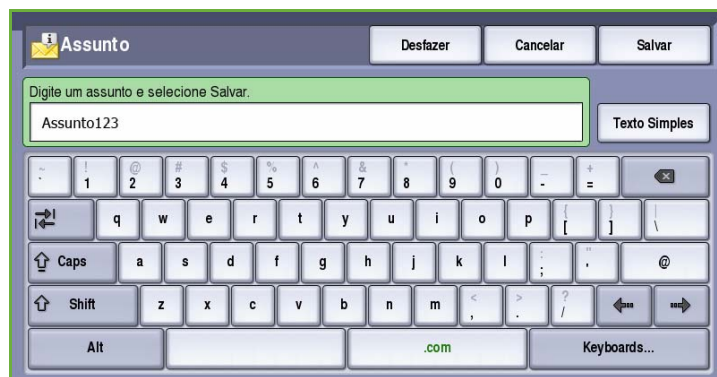 Assunto Desfazer Cancelar Salvar
Digite um assunto e selecione Salvar.
Assunto123 Texto Simples
~ ! @ # $ % ^ & * ( ) _ +
` 1 2 3 4 5 6 7 8 9 0 - =
q w e r t y u i o p { [ } ] | \
Caps a s d f g h j k l : ; " ' @
Shift z x c v b n m < , > . ? /
Alt .com Keyboards...